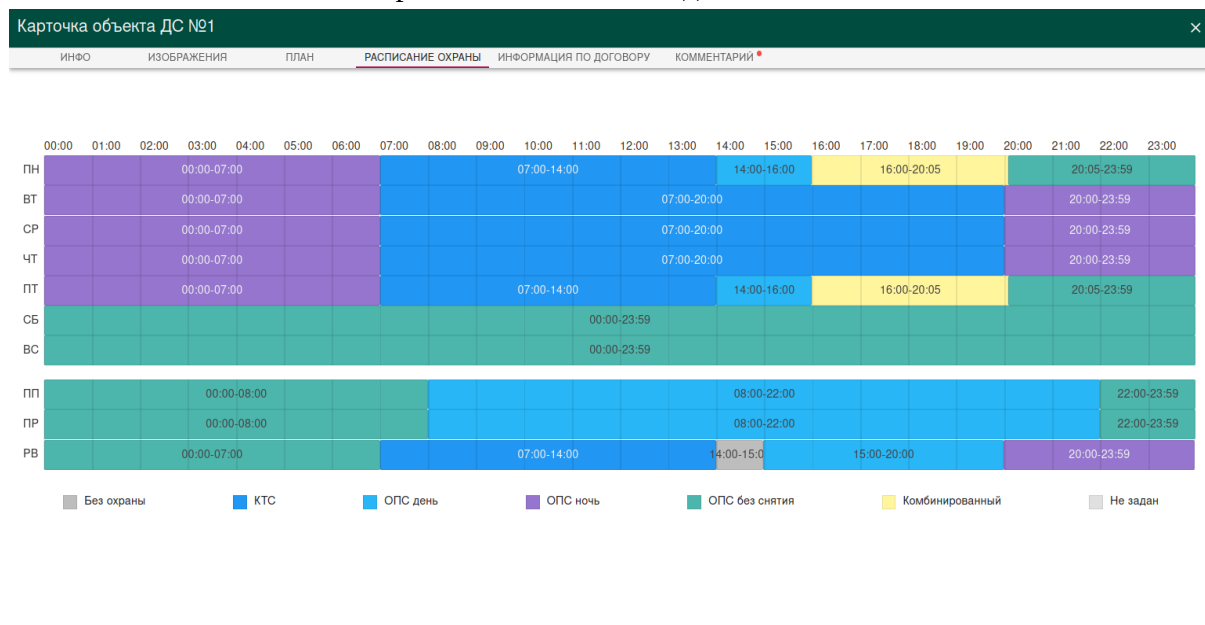 Карточка объекта ДС №1 ×
ИНФО ИЗОБРАЖЕНИЯ ПЛАН РАСПИСАНИЕ ОХРАНЫ ИНФОРМАЦИЯ ПО ДОГОВОРУ КОММЕНТАРИЙ
00:00 01:00 02:00 03:00 04:00 05:00 06:00 07:00 08:00 09:00 10:00 11:00 12:00 13:00 14:00 15:00 16:00 17:00 18:00 19:00 20:00 21:00 22:00 23:00
ПН 00:00-07:00 07:00-14:00 14:00-16:00 16:00-20:05 20:05-23:59
ВТ 00:00-07:00 07:00-20:00 20:00-23:59
СР 00:00-07:00 07:00-20:00 20:00-23:59
ЧТ 00:00-07:00 07:00-20:00 20:00-23:59
ПТ 00:00-07:00 07:00-14:00 14:00-16:00 16:00-20:05 20:05-23:59
СБ 00:00-23:59
ВС 00:00-23:59
ПП 00:00-08:00 08:00-22:00 22:00-23:59
ПР 00:00-08:00 08:00-22:00 22:00-23:59
РВ 00:00-07:00 07:00-14:00 14:00-15:0 15:00-20:00 20:00-23:59
Без охраны КТС ОПС день ОПС ночь ОПС без снятия Комбинированный Не задан